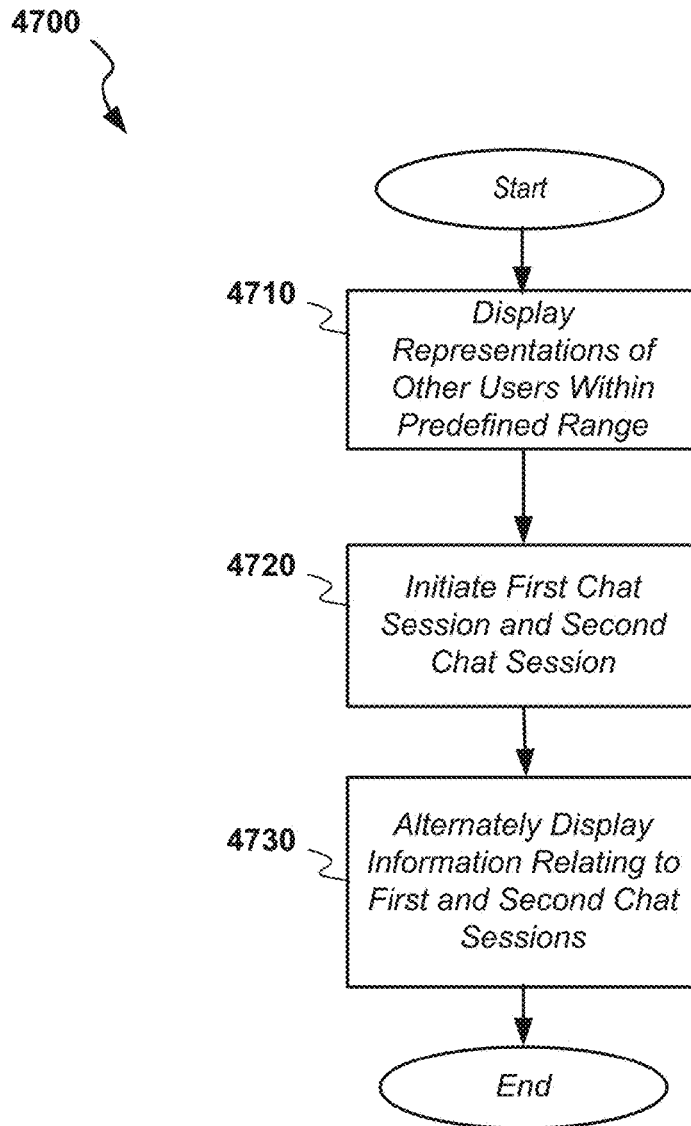 4700
Start
4710
Display
Representations of
Other Users Within
Predefined Range
4720
Initiate First Chat
Session and Second
Chat Session
4730
Alternately Display
Information Relating to
First and Second Chat
Sessions
End